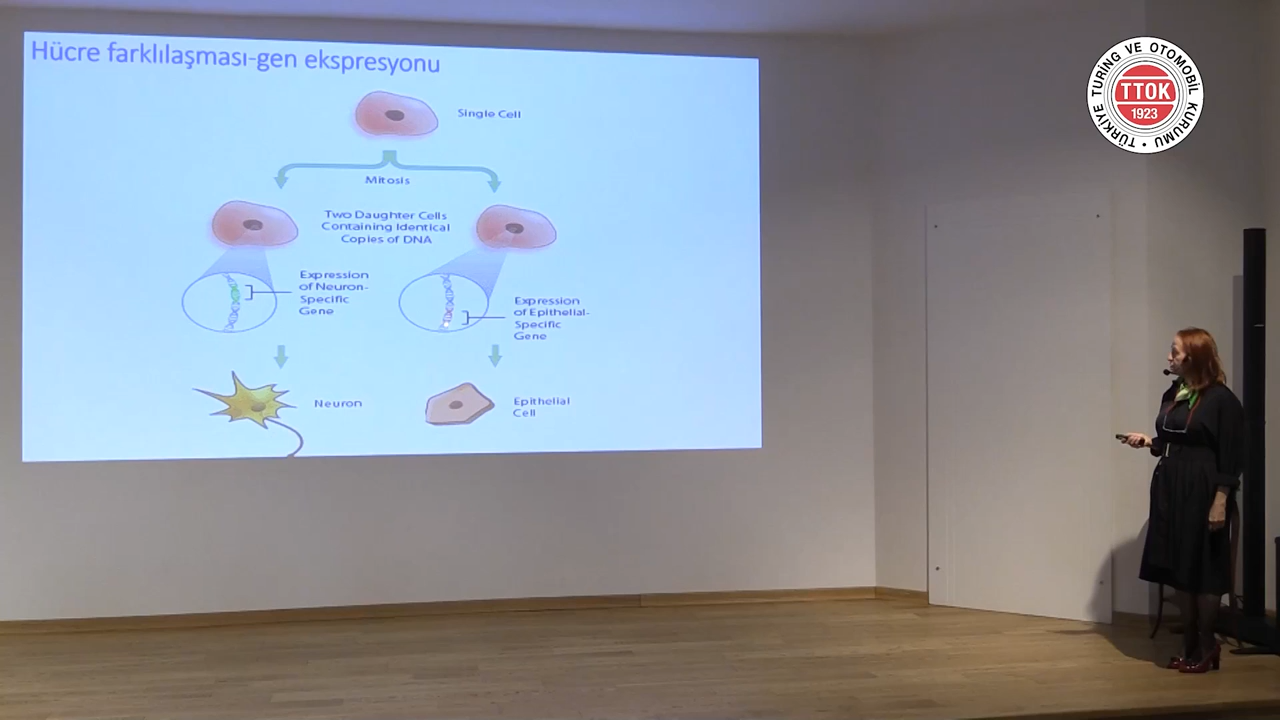 Hücre farklılaşması-gen ekspresyonu
Single Cell
Mitosis
Two Daughter Cells
Containing Identical
Copies of DNA
Expression
of Neuron-
Specific
Gene
Expression
of Epithelial-
Specific
Gene
Neuron
Epithelial
Cell
TÜRKİYE TURİNG VE OTOMOBİL KURUMU
TTOK
1923